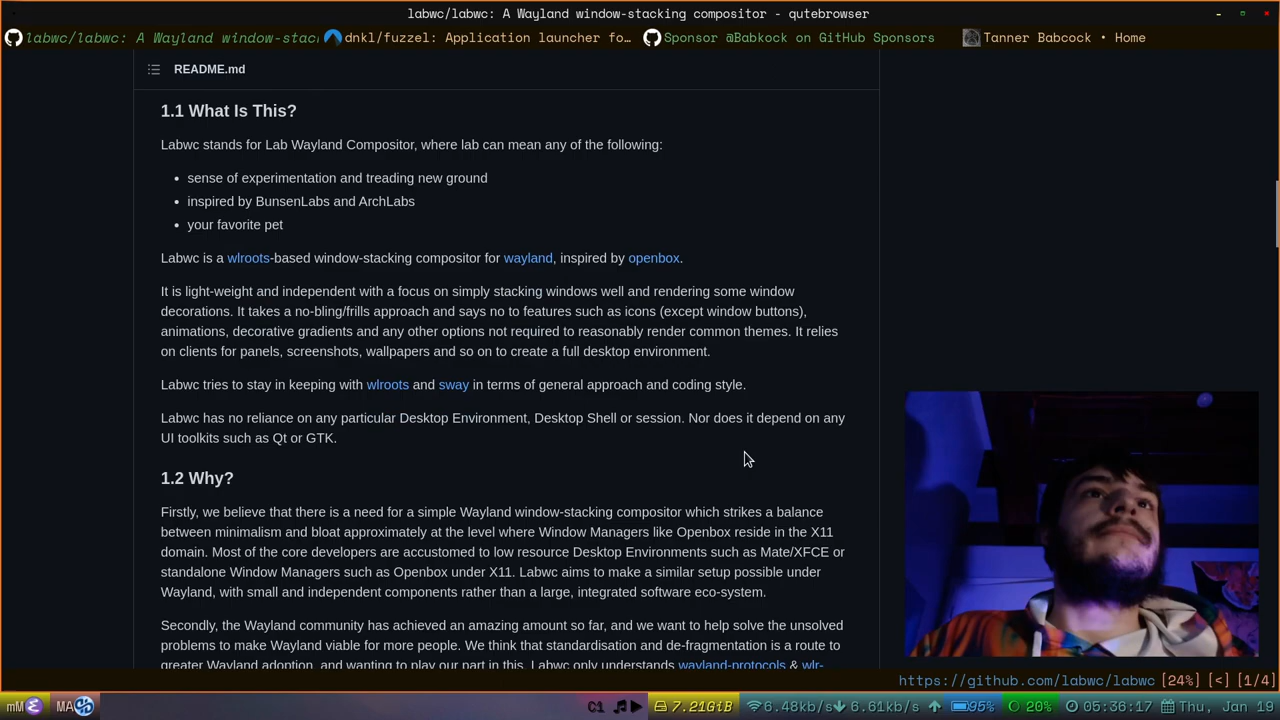 labwc/labwc: A Wayland window-stacking compositor - qutebrowser
labwc/labwc: A Wayland window-stac
dnkl/fuzzel: Application launcher fo…
Sponsor @Babkock on GitHub Sponsors
Tanner Babcock • Home
README.md
1.1 What Is This?
Labwc stands for Lab Wayland Compositor, where lab can mean any of the following:
• sense of experimentation and treading new ground
• inspired by BunsenLabs and ArchLabs
• your favorite pet
Labwc is a wlroots-based window-stacking compositor for wayland, inspired by openbox.
It is light-weight and independent with a focus on simply stacking windows well and rendering some window
decorations. It takes a no-bling/frills approach and says no to features such as icons (except window buttons),
animations, decorative gradients and any other options not required to reasonably render common themes. It relies
on clients for panels, screenshots, wallpapers and so on to create a full desktop environment.
Labwc tries to stay in keeping with wlroots and sway in terms of general approach and coding style.
Labwc has no reliance on any particular Desktop Environment, Desktop Shell or session. Nor does it depend on any
UI toolkits such as Qt or GTK.
1.2 Why?
Firstly, we believe that there is a need for a simple Wayland window-stacking compositor which strikes a balance
between minimalism and bloat approximately at the level where Window Managers like Openbox reside in the X11
domain. Most of the core developers are accustomed to low resource Desktop Environments such as Mate/XFCE or
standalone Window Managers such as Openbox under X11. Labwc aims to make a similar setup possible under
Wayland, with small and independent components rather than a large, integrated software eco-system.
Secondly, the Wayland community has achieved an amazing amount so far, and we want to help solve the unsolved
problems to make Wayland viable for more people. We think that standardisation and de-fragmentation is a route to
greater Wayland adoption, and wanting to play our part in this, Labwc only understands wayland-protocols & wlr-
https://github.com/labwc/labwc [24%] [<] [1/4]
mM MA 7.21GiB 6.48kb/s 6.61kb/s 95% 20% 05:36:17 Thu, Jan 19